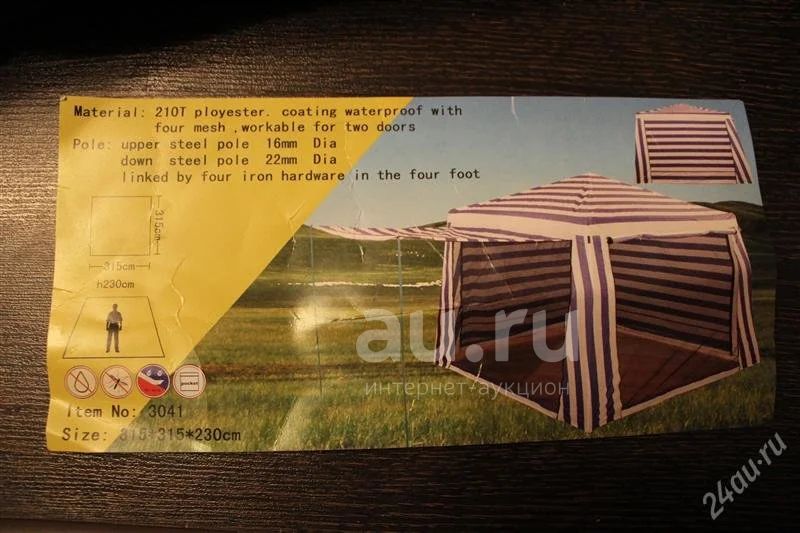 Material: 210T ployester. coating waterproof with
four mesh ,workable for two doors
Pole: upper steel pole 16mm Dia
down steel pole 22mm Dia
linked by four iron hardware in the four foot
315cm
315cm
h230cm
pocket
Item No: 3041
Size: 315*315*230cm
au.ru
интернет-аукцион
24au.ru